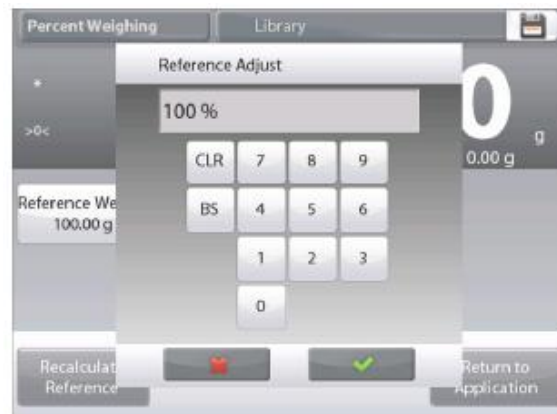 Percent Weighing
Library
Reference Adjust
100 %
0
g
>0<
0.00 g
CLR 7 8 9
Reference We
100.00 g
BS 4 5 6
1 2 3
0
Recalculat
Reference
Return to
Application